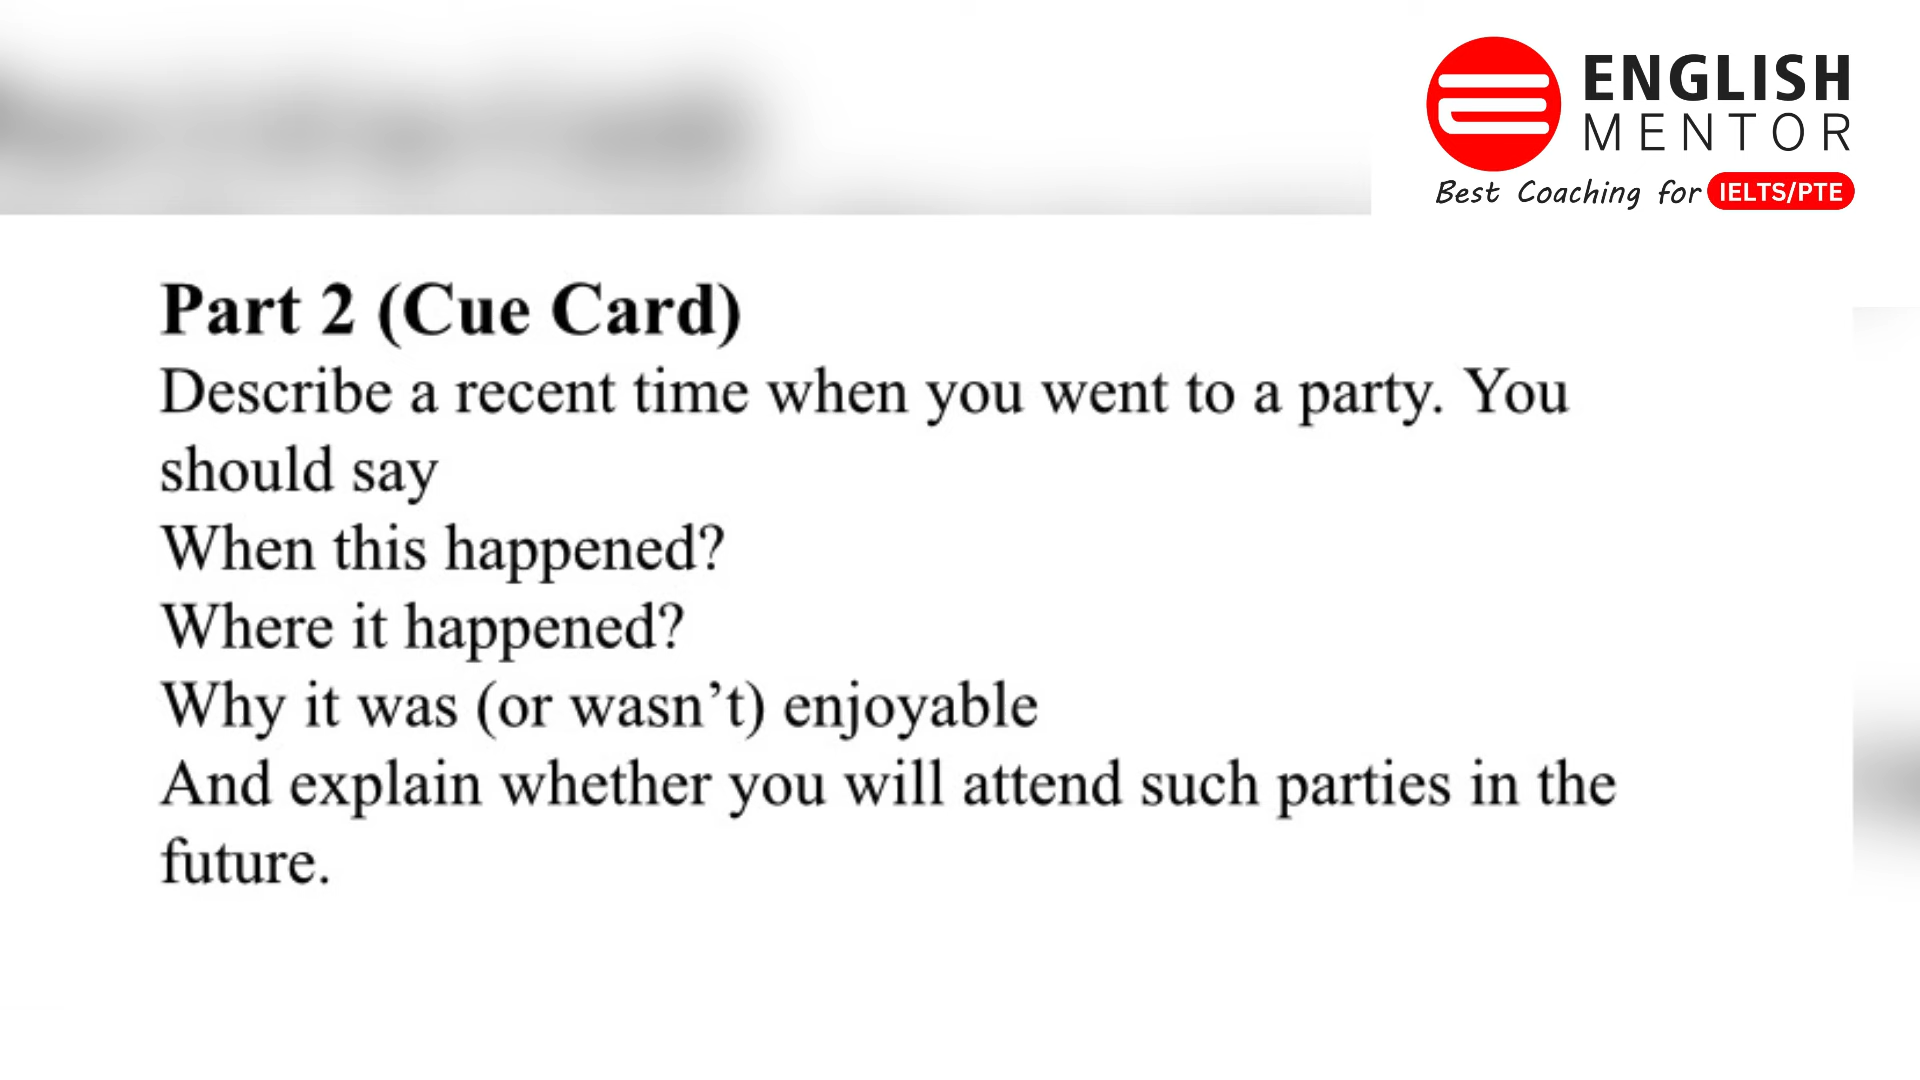 ENGLISH
MENTOR
Best Coaching for IELTS/PTE
Part 2 (Cue Card)
Describe a recent time when you went to a party. You
should say
When this happened?
Where it happened?
Why it was (or wasn’t) enjoyable
And explain whether you will attend such parties in the
future.